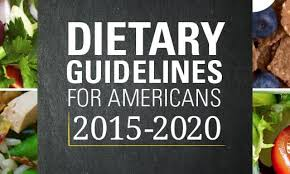 DIETARY
GUIDELINES
FOR AMERICANS
2015-2020